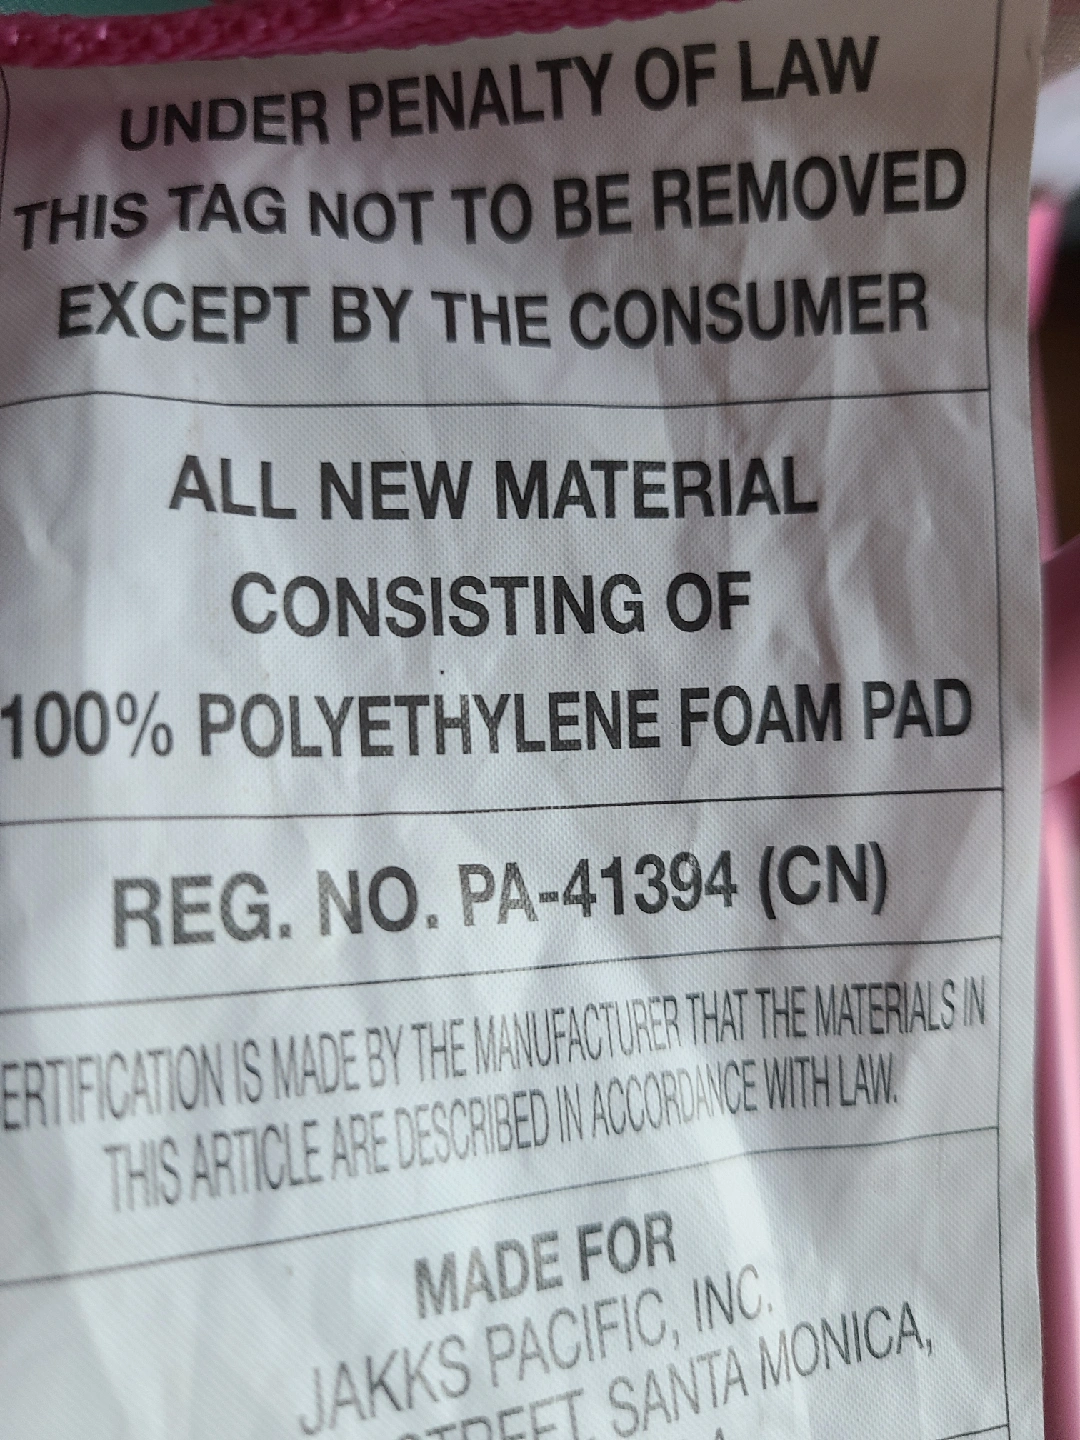 UNDER PENALTY OF LAW
THIS TAG NOT TO BE REMOVED
EXCEPT BY THE CONSUMER
ALL NEW MATERIAL
CONSISTING OF
100% POLYETHYLENE FOAM PAD
REG. NO. PA-41394 (CN)
ERTIFICATION IS MADE BY THE MANUFACTURER THAT THE MATERIALS IN
THIS ARTICLE ARE DESCRIBED IN ACCORDANCE WITH LAW.
MADE FOR
JAKKS PACIFIC, INC.
STREET, SANTA MONICA,